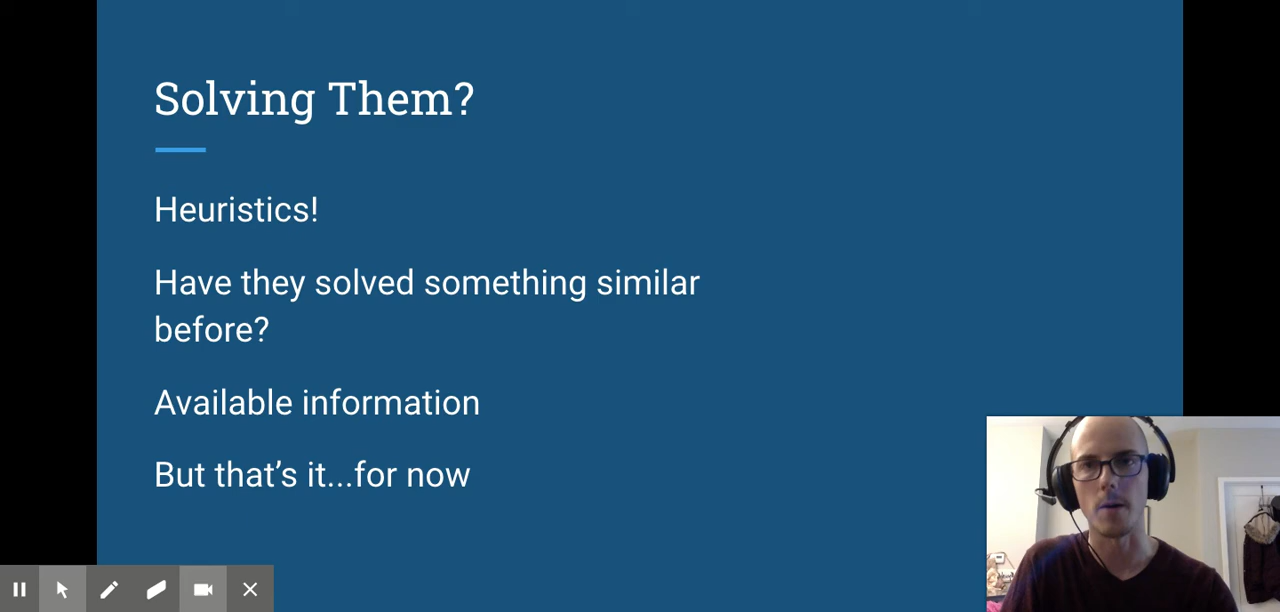 Solving Them?
Heuristics!
Have they solved something similar
before?
Available information
But that’s it...for now